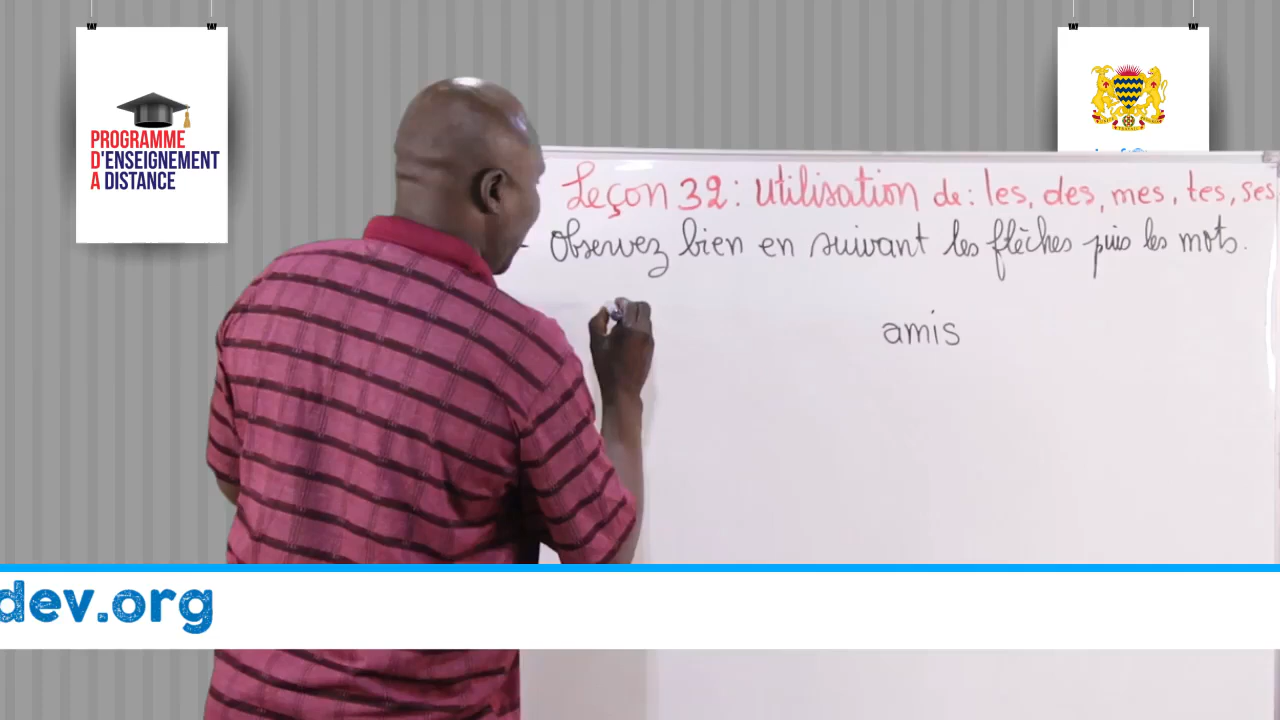 PROGRAMME
D'ENSEIGNEMENT
A DISTANCE
Leçon 32 : Utilisation de : les, des, mes, tes, ses
- Observez bien en suivant les flèches puis les mots.
amis
dev.org